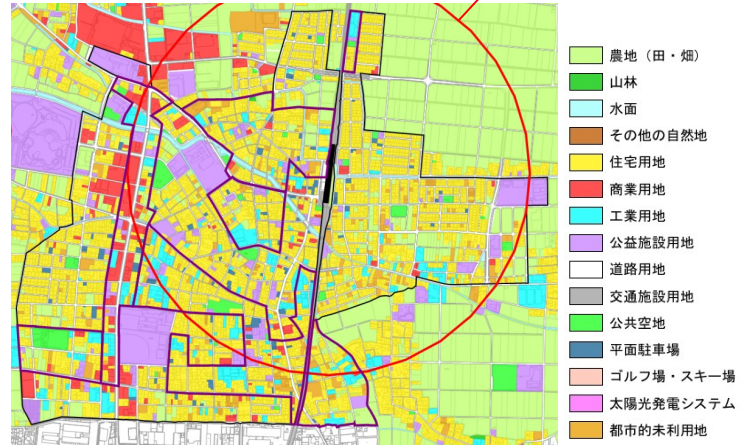 農地（田・畑）
山林
水面
その他の自然地
住宅用地
商業用地
工業用地
公益施設用地
道路用地
交通施設用地
公共空地
平面駐車場
ゴルフ場・スキー場
太陽光発電システム
都市的未利用地